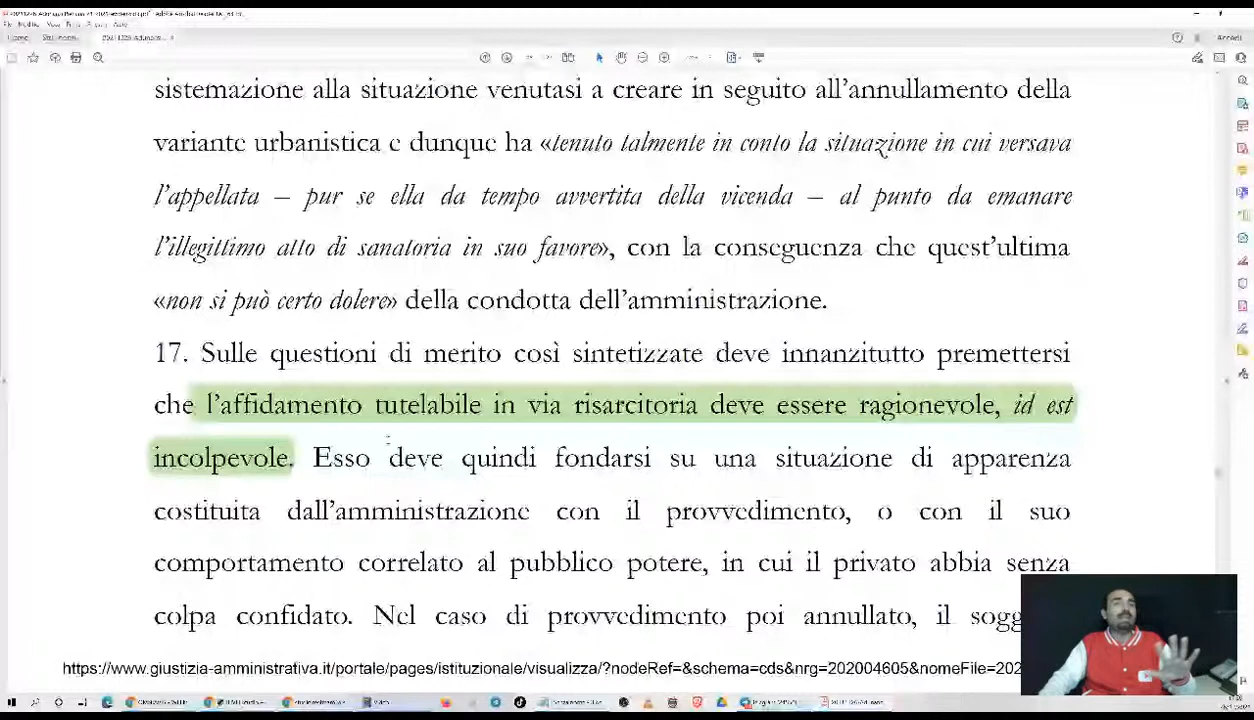 sistemazione alla situazione venutasi a creare in seguito all'annullamento della
variante urbanistica e dunque ha «tenuto talmente in conto la situazione in cui versava
l'appellata – pur se ella da tempo avvertita della vicenda – al punto da emanare
l'illegittimo atto di sanatoria in suo favore», con la conseguenza che quest'ultima
«non si può certo dolere» della condotta dell'amministrazione.
17. Sulle questioni di merito così sintetizzate deve innanzitutto premettersi
che l'affidamento tutelabile in via risarcitoria deve essere ragionevole, id est
incolpevole. Esso deve quindi fondarsi su una situazione di apparenza
costituita dall'amministrazione con il provvedimento, o con il suo
comportamento correlato al pubblico potere, in cui il privato abbia senza
colpa confidato. Nel caso di provvedimento poi annullato, il
https://www.giustizia-amministrativa.it/portale/pages/istituzionale/visualizza/?nodeRef=&schema=cds&nrg=202004605&nomeFile=202